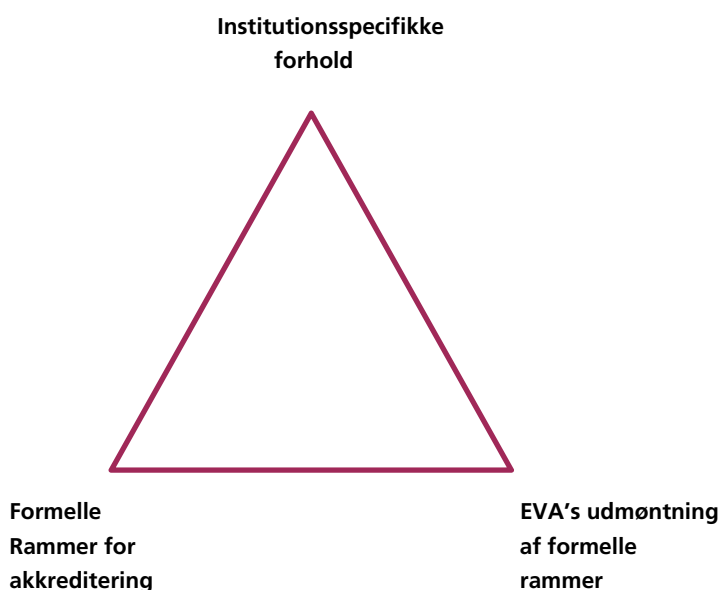 Institutionsspecifikke
forhold
Formelle
Rammer for
akkreditering
EVA's udmøntning
af formelle
rammer